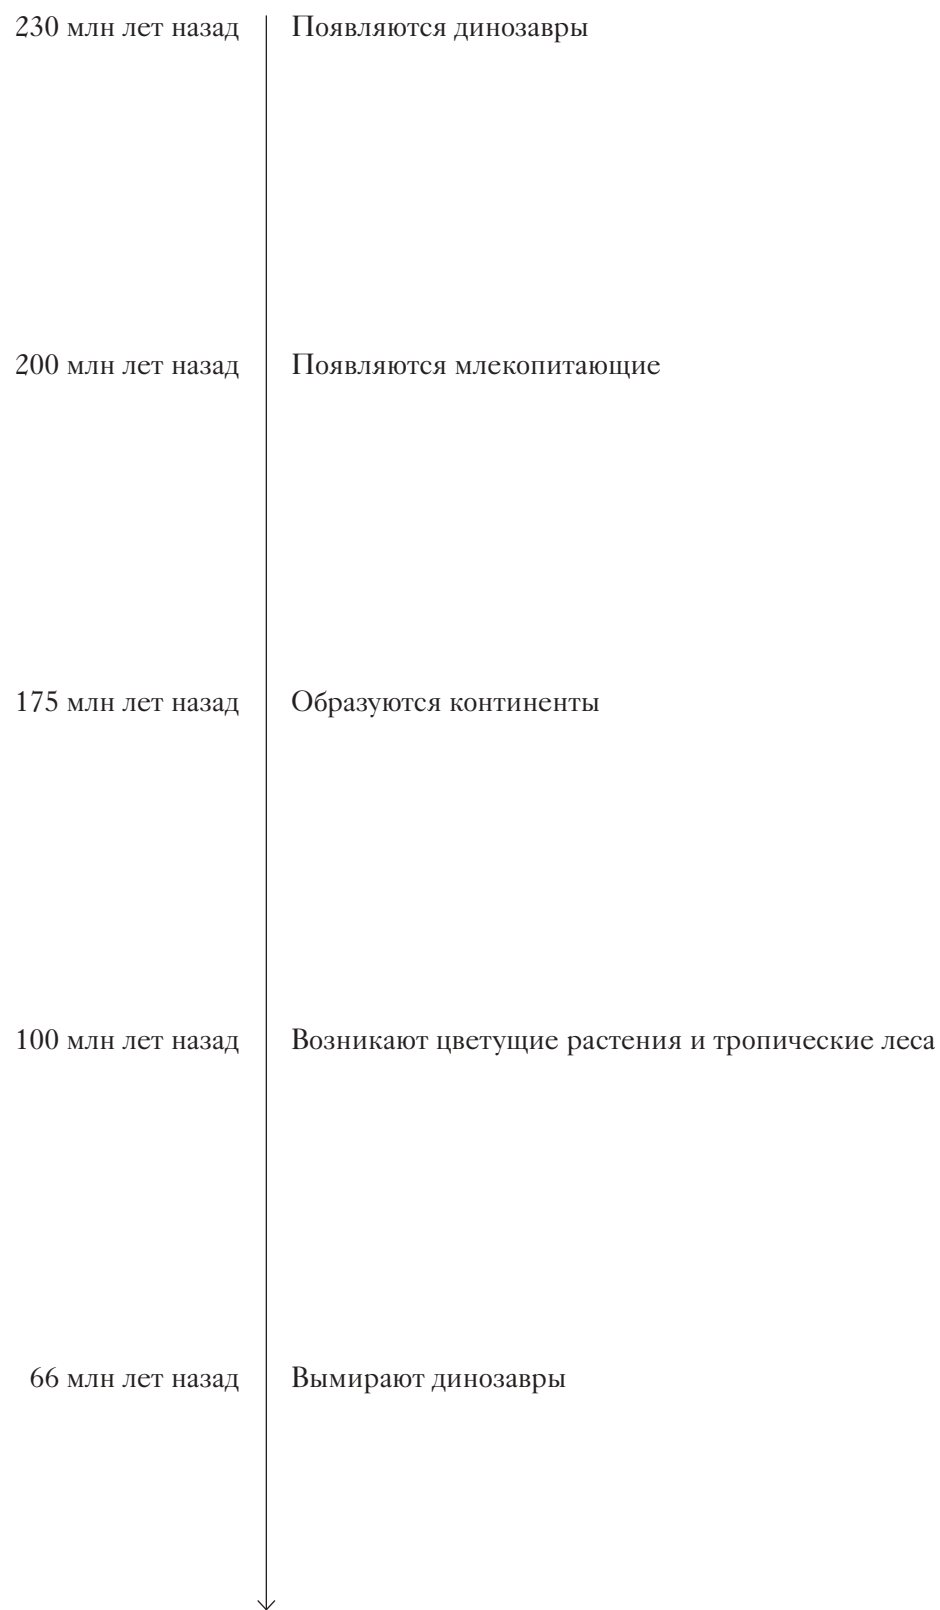 230 млн лет назад Появляются динозавры
200 млн лет назад Появляются млекопитающие
175 млн лет назад Образуются континенты
100 млн лет назад Возникают цветущие растения и тропические леса
66 млн лет назад Вымирают динозавры